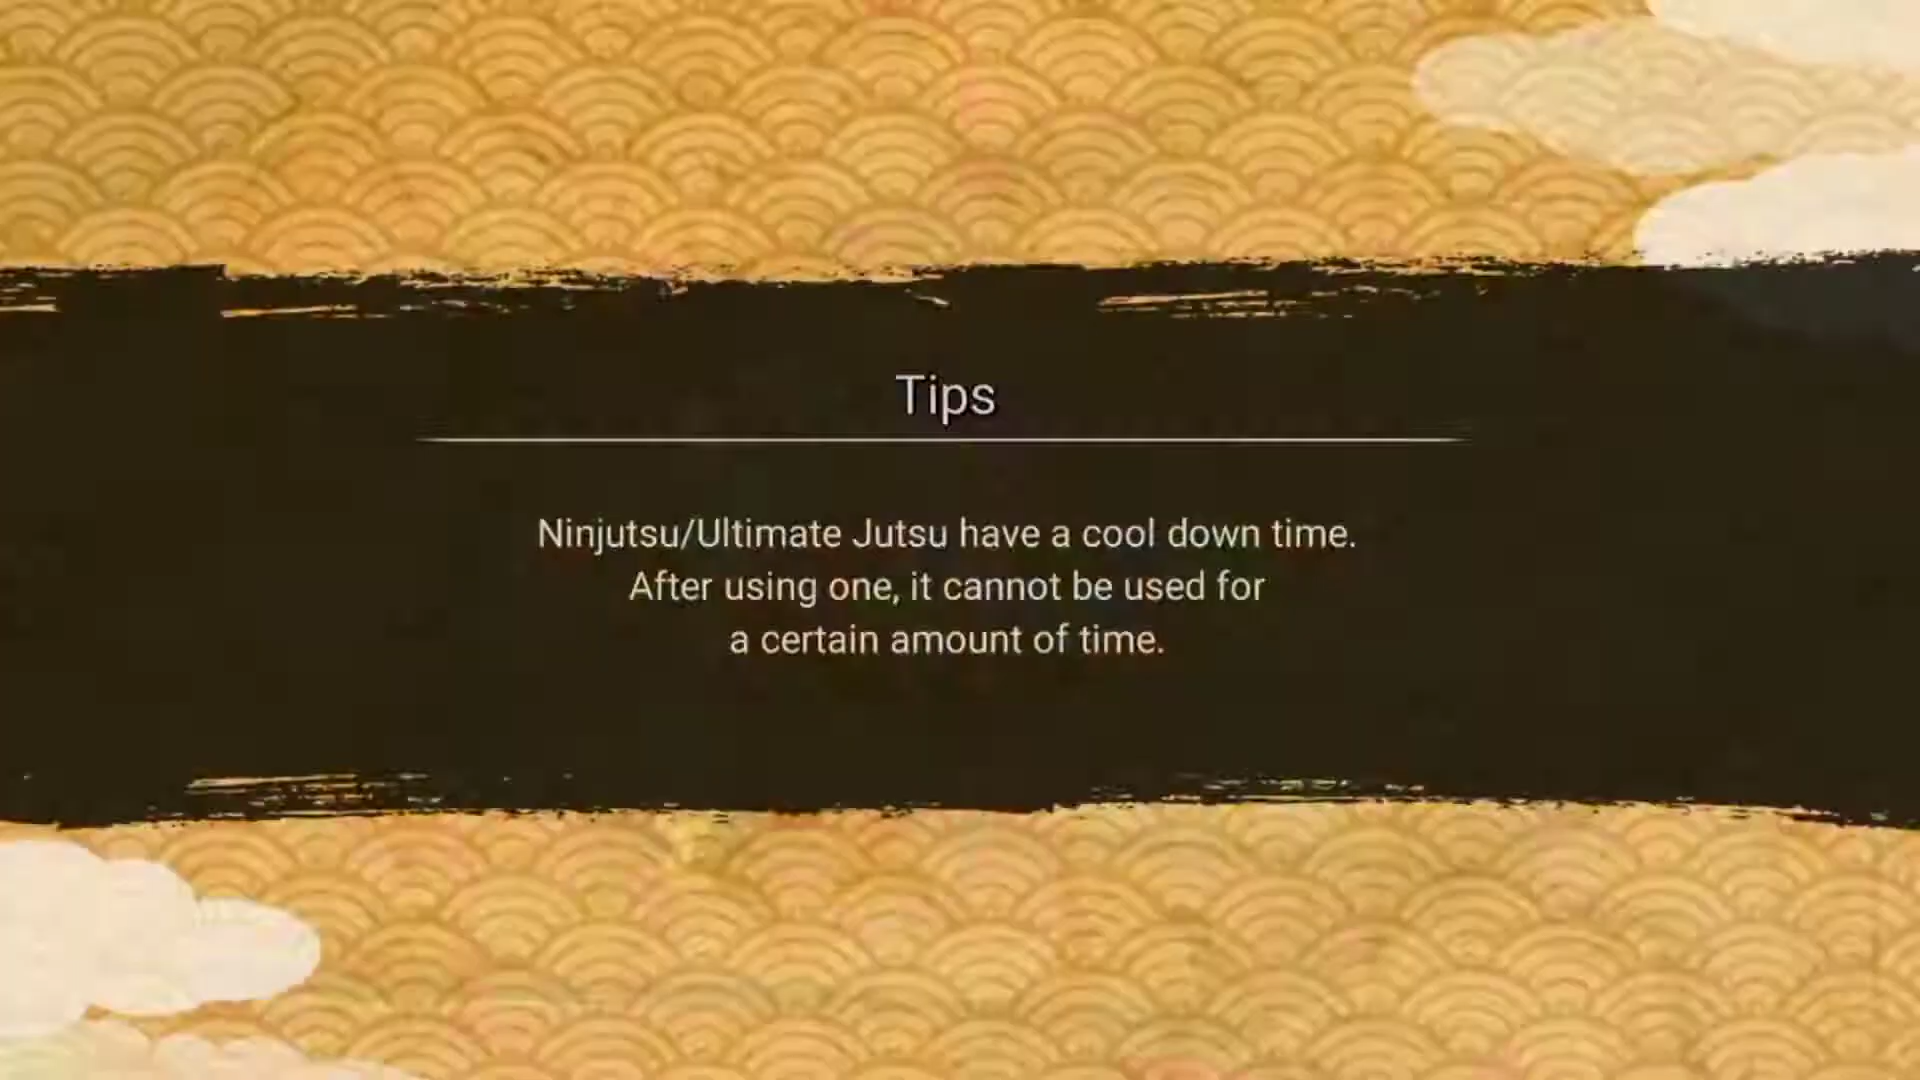 Tips
Ninjutsu/Ultimate Jutsu have a cool down time.
After using one, it cannot be used for
a certain amount of time.